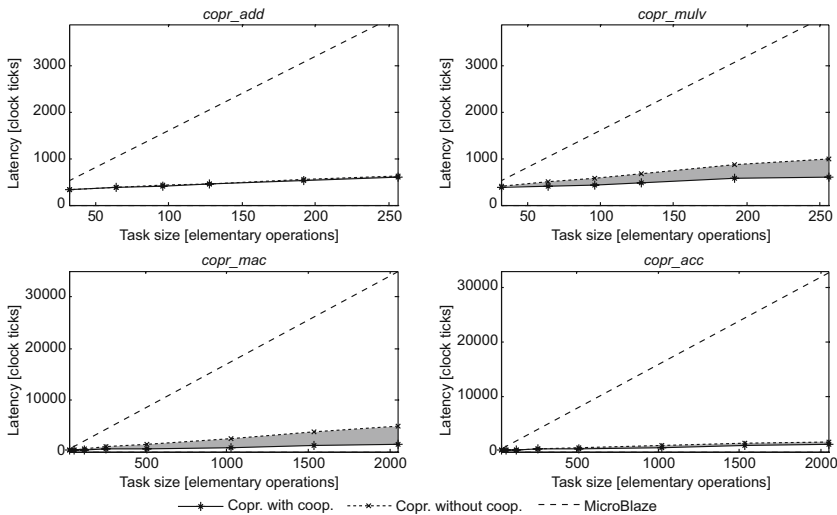 copr_add
Latency [clock ticks]
3000
2000
1000
0
50
100
150
200
250
Task size [elementary operations]
copr_mulv
Latency [clock ticks]
3000
2000
1000
0
50
100
150
200
250
Task size [elementary operations]
copr_mac
Latency [clock ticks]
30000
20000
10000
0
500
1000
1500
2000
Task size [elementary operations]
copr_acc
Latency [clock ticks]
30000
20000
10000
0
500
1000
1500
2000
Task size [elementary operations]
Copr. with coop.
Copr. without coop.
MicroBlaze